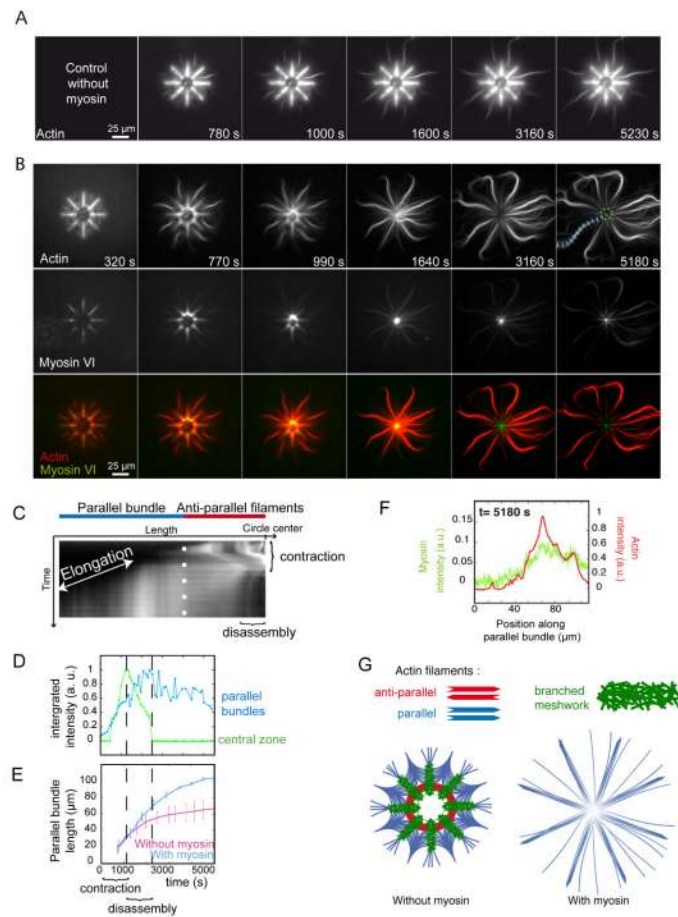 A
Control
without
myosin
Actin
25 µm
780 s
1000 s
1600 s
3160 s
5230 s
B
Actin
320 s
770 s
990 s
1640 s
3160 s
5180 s
Myosin VI
Actin
Myosin VI
25 µm
C
Parallel bundle
Anti-parallel filaments
Length
Circle center
Time
Elongation
contraction
disassembly
D
intergrated
intensity (a. u.)
1
0.8
0.6
0.4
0.2
0
parallel
bundles
central zone
E
Parallel bundle
length (µm)
100
80
60
40
20
0
Without myosin
With myosin
0
1000
3000
5000
time (s)
contraction
disassembly
F
t= 5180 s
Myosin
intensity (a.u.)
0.15
0.1
0.05
0
1
0.8
0.6
0.4
0.2
0
Actin
intensity
(a.u.)
0
40
80
Position along
parallel bundle (µm)
G
Actin filaments :
anti-parallel
parallel
branched
meshwork
Without myosin
With myosin